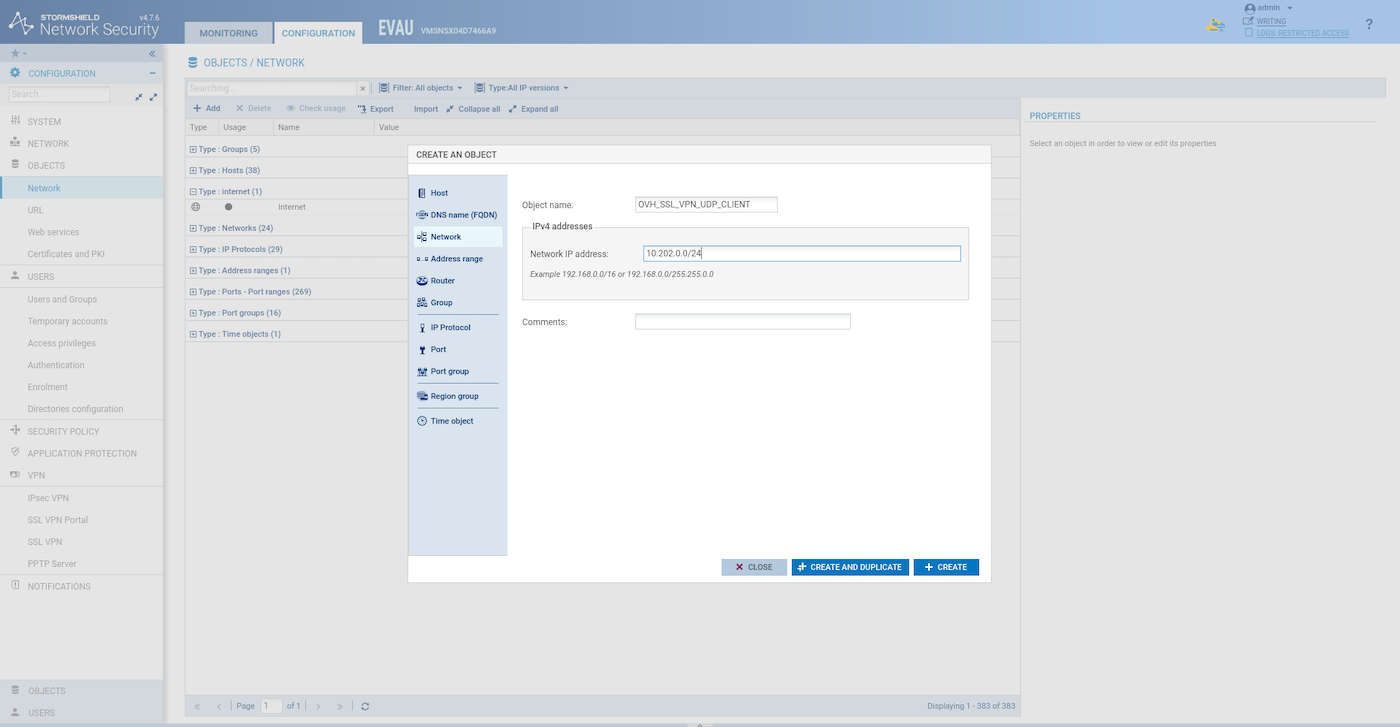 STORMSHIELD v4.7.6
Network Security
MONITORING
CONFIGURATION
EVAU VMSNSX04D7466A9
admin
WRITING
LOGS: RESTRICTED ACCESS
?
CONFIGURATION
Search...
SYSTEM
NETWORK
OBJECTS
Network
URL
Web services
Certificates and PKI
USERS
Users and Groups
Temporary accounts
Access privileges
Authentication
Enrolment
Directories configuration
SECURITY POLICY
APPLICATION PROTECTION
VPN
IPsec VPN
SSL VPN Portal
SSL VPN
PPTP Server
NOTIFICATIONS
OBJECTS
USERS
OBJECTS / NETWORK
Searching... Filter: All objects Type:All IP versions
Add Delete Check usage Export Import Collapse all Expand all
Type Usage Name Value
Type : Groups (5)
Type : Hosts (38)
Type : internet (1)
Internet
Type : Networks (24)
Type : IP Protocols (29)
Type : Address ranges (1)
Type : Ports - Port ranges (269)
Type : Port groups (16)
Type : Time objects (1)
CREATE AN OBJECT
Host
DNS name (FQDN)
Network
Address range
Router
Group
IP Protocol
Port
Port group
Region group
Time object
Object name: OVH_SSL_VPN_UDP_CLIENT
IPv4 addresses
Network IP address: 10.202.0.0/24
Example 192.168.0.0/16 or 192.168.0.0/255.255.0.0
Comments:
CLOSE CREATE AND DUPLICATE CREATE
PROPERTIES
Select an object in order to view or edit its properties
Page 1 of 1
Displaying 1 - 383 of 383